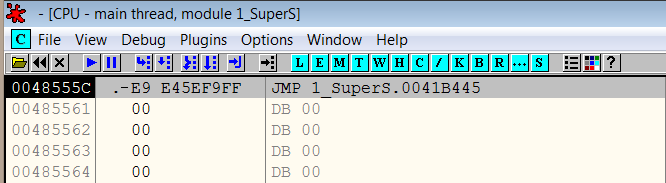 - [CPU - main thread, module 1_SuperS]
C File View Debug Plugins Options Window Help
L E M T W H C / K B R ... S ?
0048555C .-E9 E45EF9FF JMP 1_SuperS.0041B445
00485561 00 DB 00
00485562 00 DB 00
00485563 00 DB 00
00485564 00 DB 00